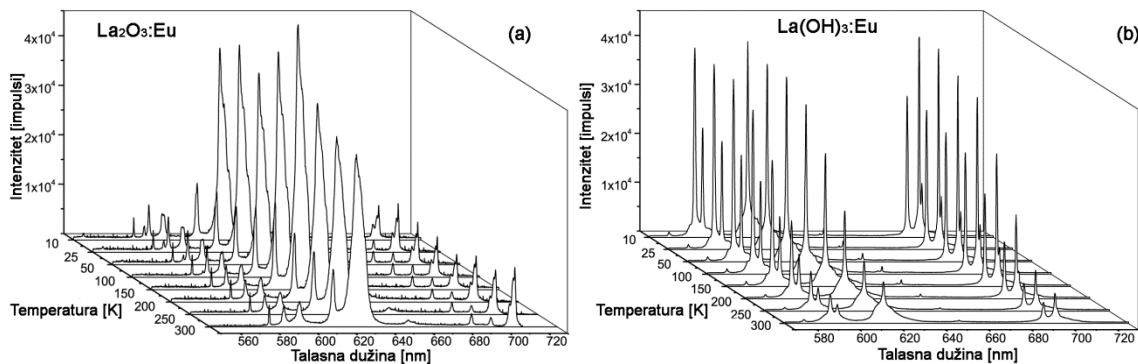 La₂O₃:Eu
(a)
4x10⁴
3x10⁴
2x10⁴
1x10⁴
Intenzitet [impulsi]
10
25
50
100
150
200
250
300
Temperatura [K]
560 580 600 620 640 660 680 700 720
Talasna dužina [nm]
La(OH)₃:Eu
(b)
4x10⁴
3x10⁴
2x10⁴
1x10⁴
Intenzitet [impulsi]
10
25
50
100
150
200
250
300
Temperatura [K]
580 600 620 640 660 680 700 720
Talasna dužina [nm]